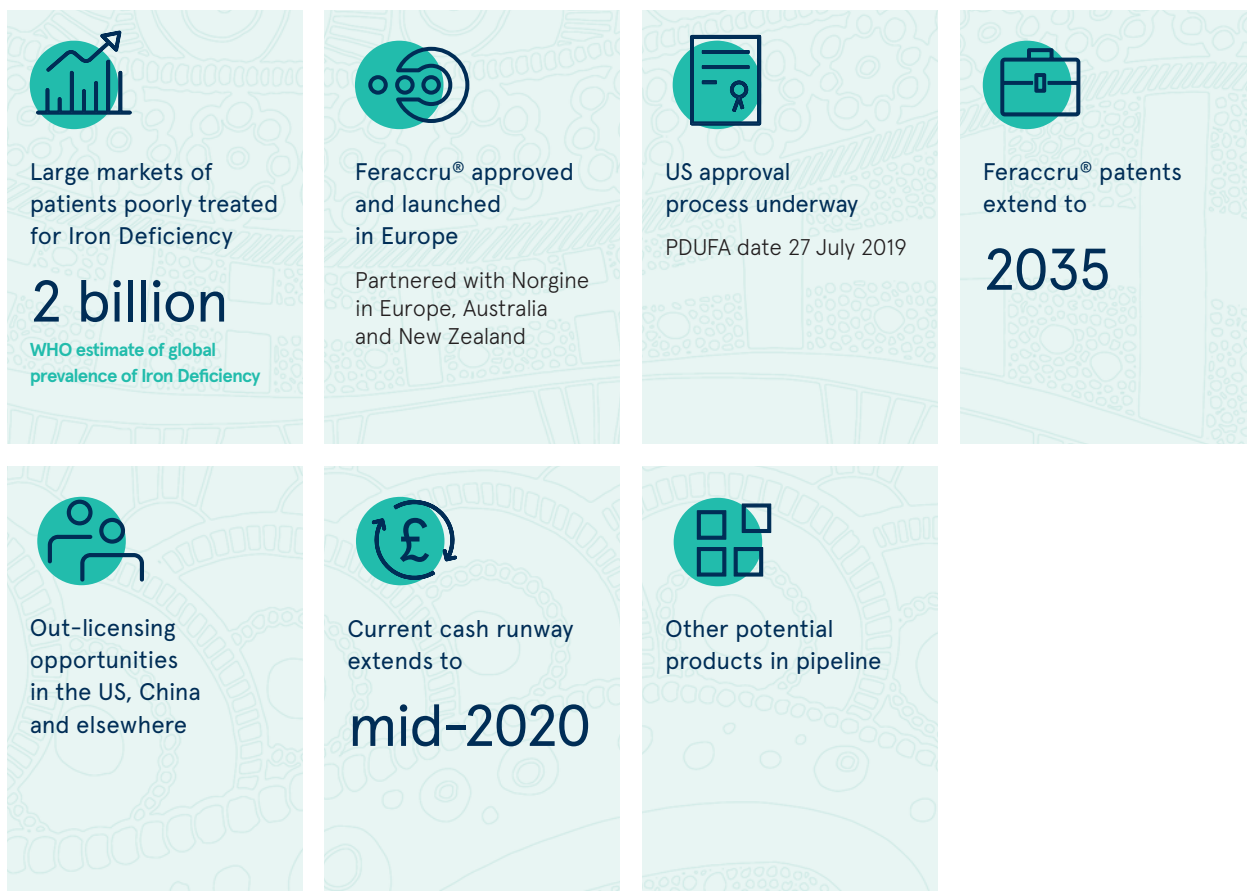 Large markets of
patients poorly treated
for Iron Deficiency
2 billion
WHO estimate of global
prevalence of Iron Deficiency
Feraccru® approved
and launched
in Europe
Partnered with Norgine
in Europe, Australia
and New Zealand
US approval
process underway
PDUFA date 27 July 2019
Feraccru® patents
extend to
2035
Out-licensing
opportunities
in the US, China
and elsewhere
£
Current cash runway
extends to
mid-2020
Other potential
products in pipeline